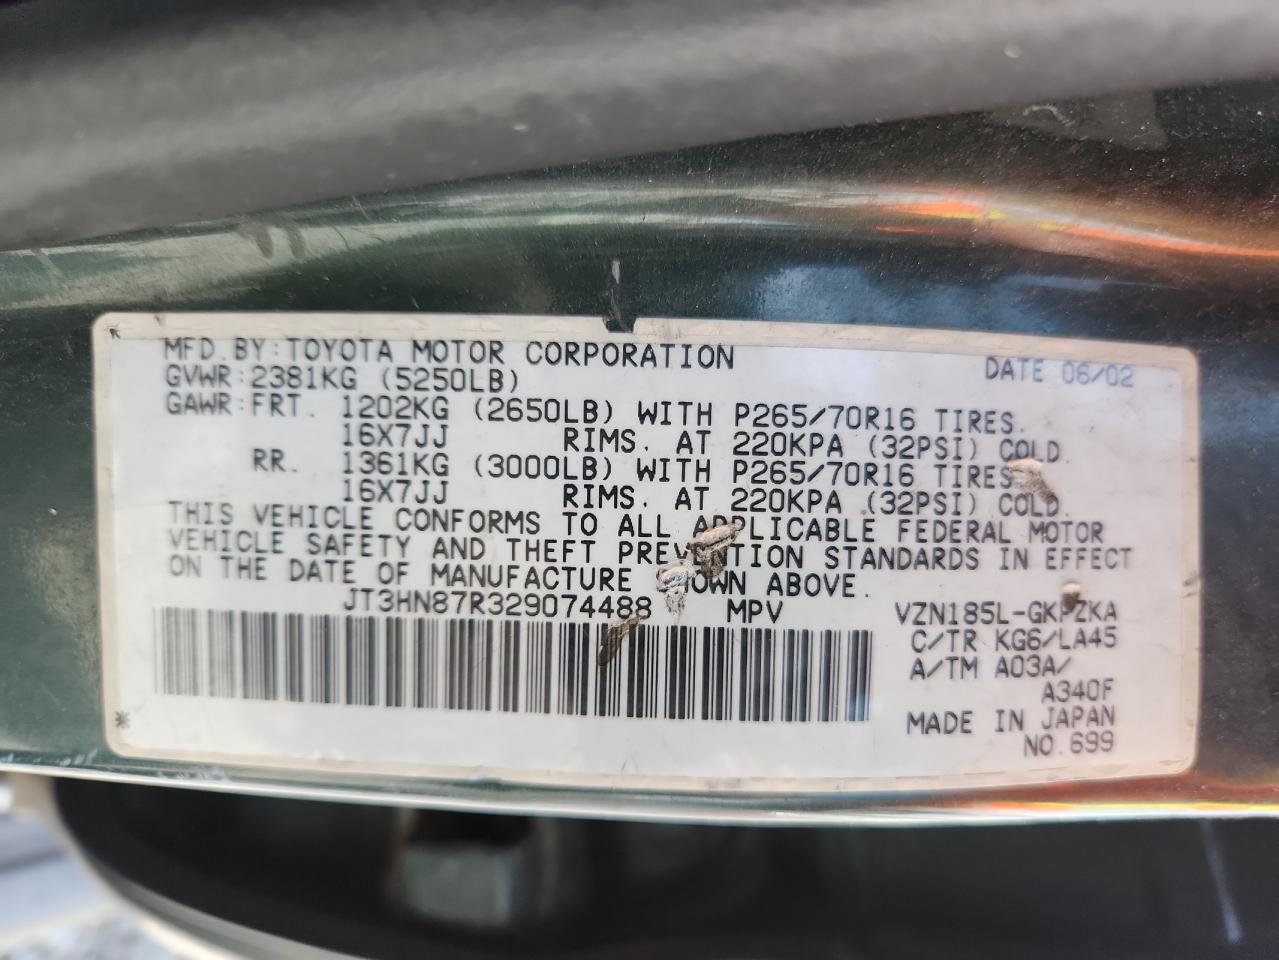 MFD. BY: TOYOTA MOTOR CORPORATION DATE 06/02
GVWR: 2381KG (5250LB)
GAWR: FRT. 1202KG (2650LB) WITH P265/70R16 TIRES.
16X7JJ RIMS. AT 220KPA (32PSI) COLD.
RR. 1361KG (3000LB) WITH P265/70R16 TIRES
16X7JJ RIMS. AT 220KPA (32PSI) COLD.
THIS VEHICLE CONFORMS TO ALL APPLICABLE FEDERAL MOTOR
VEHICLE SAFETY AND THEFT PREVENTION STANDARDS IN EFFECT
ON THE DATE OF MANUFACTURE SHOWN ABOVE.
JT3HN87R329074488 MPV VZN185L-GKPZKA
C/TR KG6/LA45
A/TM A03A/
A340F
MADE IN JAPAN
NO.699